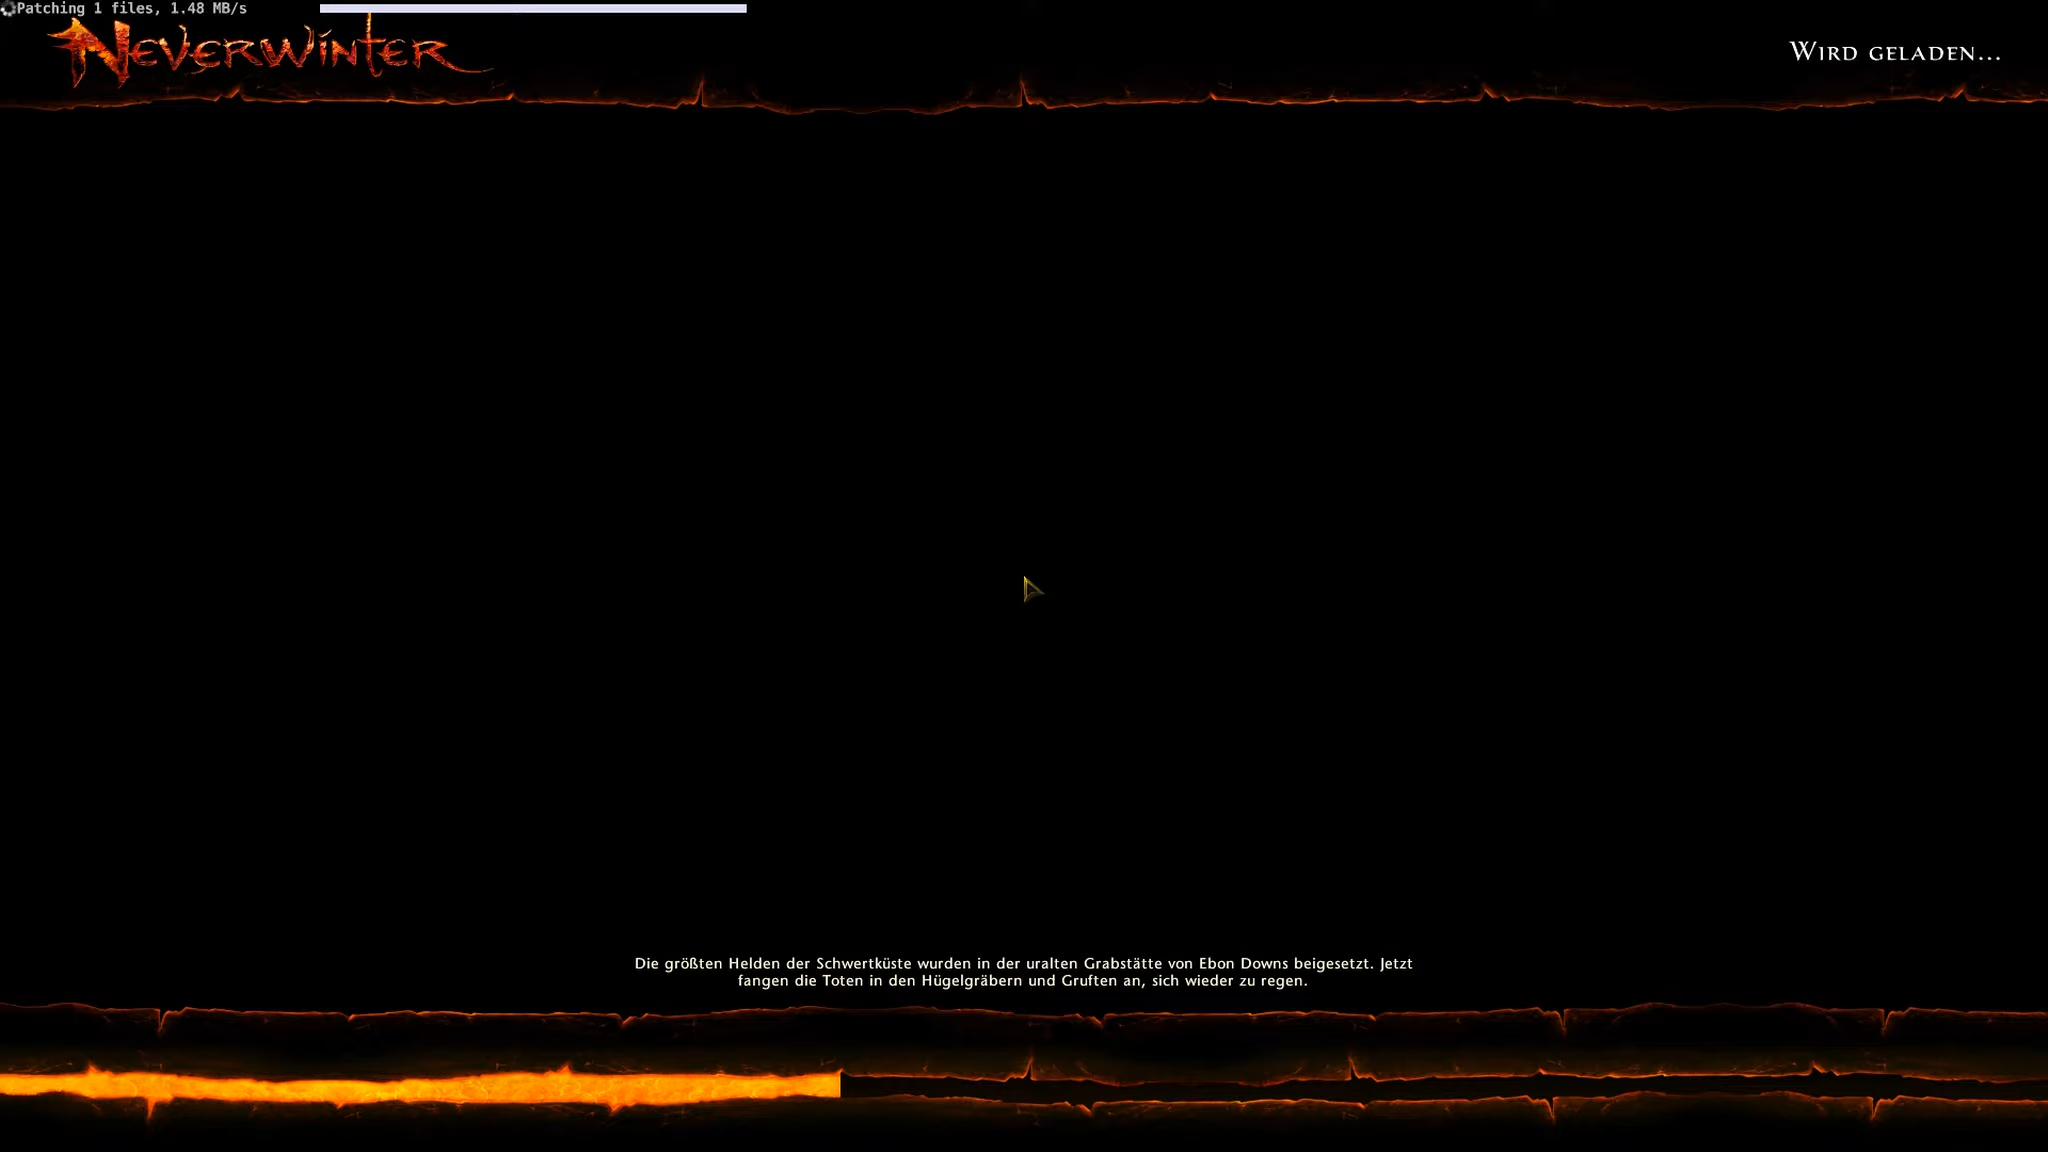 Patching 1 files, 1.48 MB/s
NEVERWINTER
WIRD GELADEN...
Die größten Helden der Schwertküste wurden in der uralten Grabstätte von Ebon Downs beigesetzt. Jetzt
fangen die Toten in den Hügelgräbern und Gruften an, sich wieder zu regen.